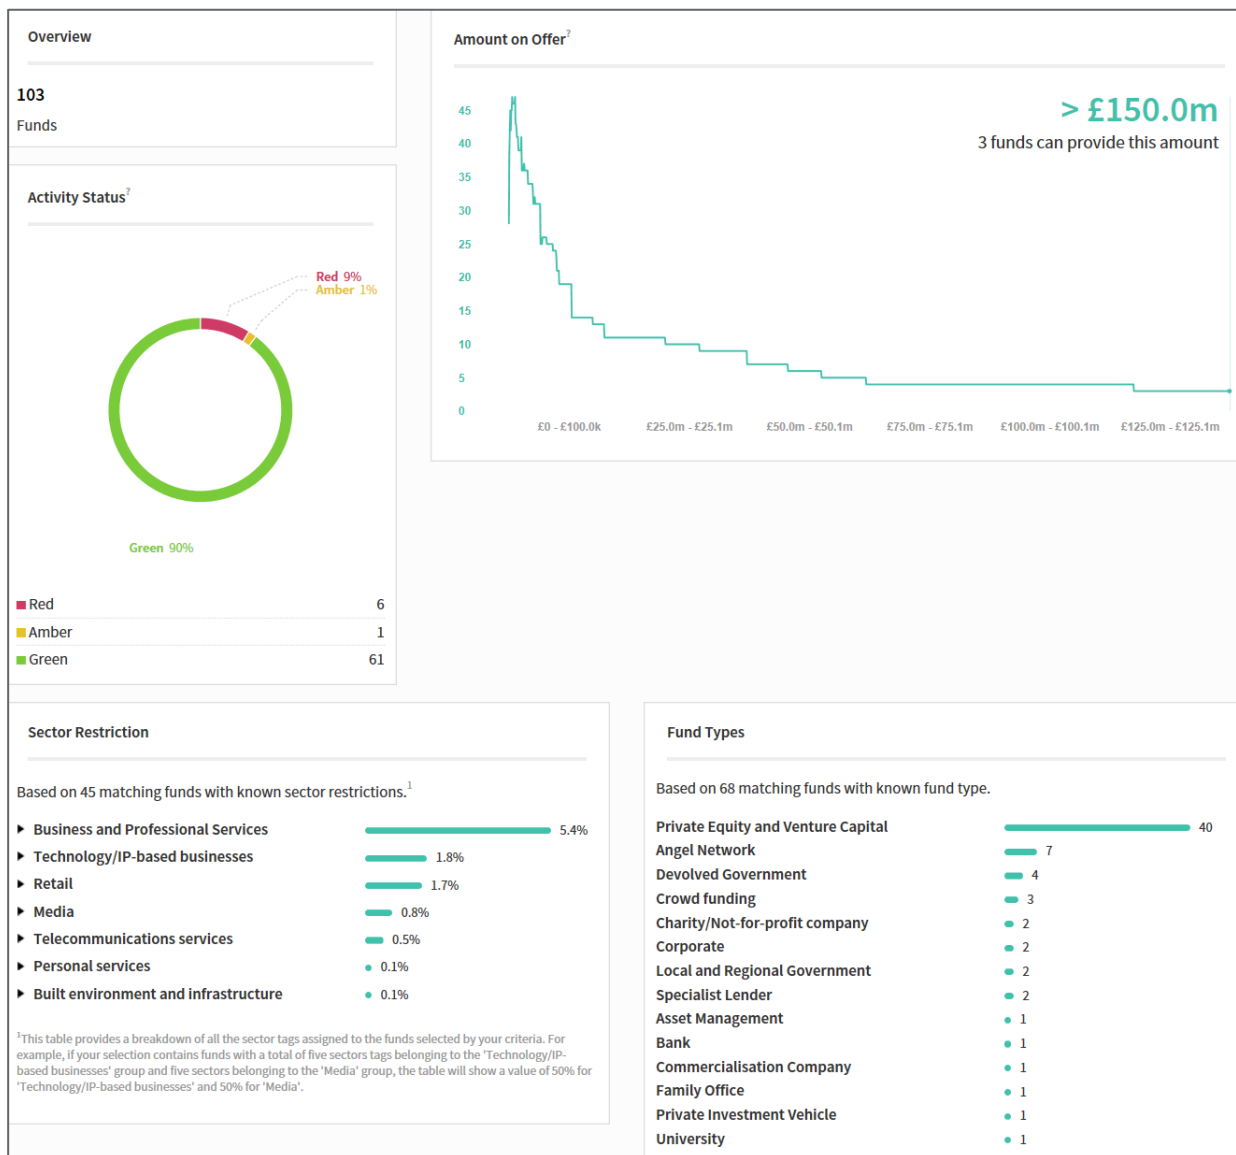 Overview
103
Funds
Activity Status?
Red 9%
Amber 1%
Green 90%
Red 6
Amber 1
Green 61
Amount on Offer?
> £150.0m
3 funds can provide this amount
45
40
35
30
25
20
15
10
5
0
£0 - £100.0k £25.0m - £25.1m £50.0m - £50.1m £75.0m - £75.1m £100.0m - £100.1m £125.0m - £125.1m
Sector Restriction
Based on 45 matching funds with known sector restrictions.1
Business and Professional Services 5.4%
Technology/IP-based businesses 1.8%
Retail 1.7%
Media 0.8%
Telecommunications services 0.5%
Personal services 0.1%
Built environment and infrastructure 0.1%
1This table provides a breakdown of all the sector tags assigned to the funds selected by your criteria. For
example, if your selection contains funds with a total of five sectors tags belonging to the 'Technology/IP-
based businesses' group and five sectors belonging to the 'Media' group, the table will show a value of 50% for
'Technology/IP-based businesses' and 50% for 'Media'.
Fund Types
Based on 68 matching funds with known fund type.
Private Equity and Venture Capital 40
Angel Network 7
Devolved Government 4
Crowd funding 3
Charity/Not-for-profit company 2
Corporate 2
Local and Regional Government 2
Specialist Lender 2
Asset Management 1
Bank 1
Commercialisation Company 1
Family Office 1
Private Investment Vehicle 1
University 1